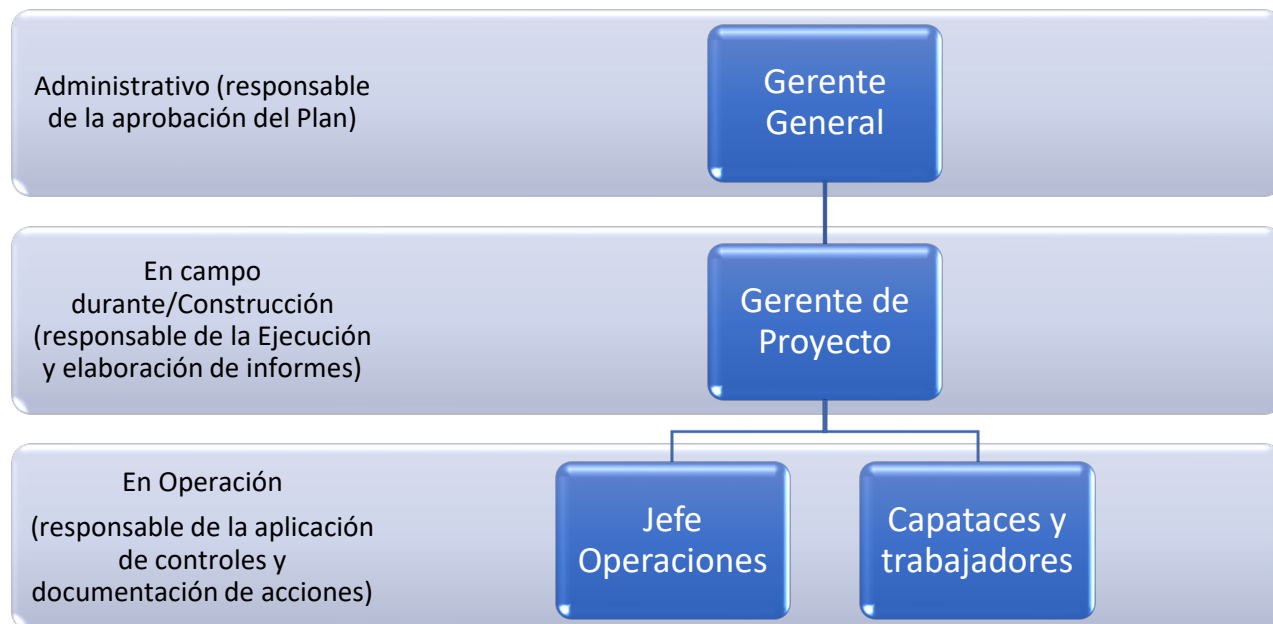 Administrativo (responsable
de la aprobación del Plan)
Gerente
General
En campo
durante/Construcción
(responsable de la Ejecución
y elaboración de informes)
Gerente de
Proyecto
En Operación
(responsable de la aplicación
de controles y
documentación de acciones)
Jefe
Operaciones
Capataces y
trabajadores